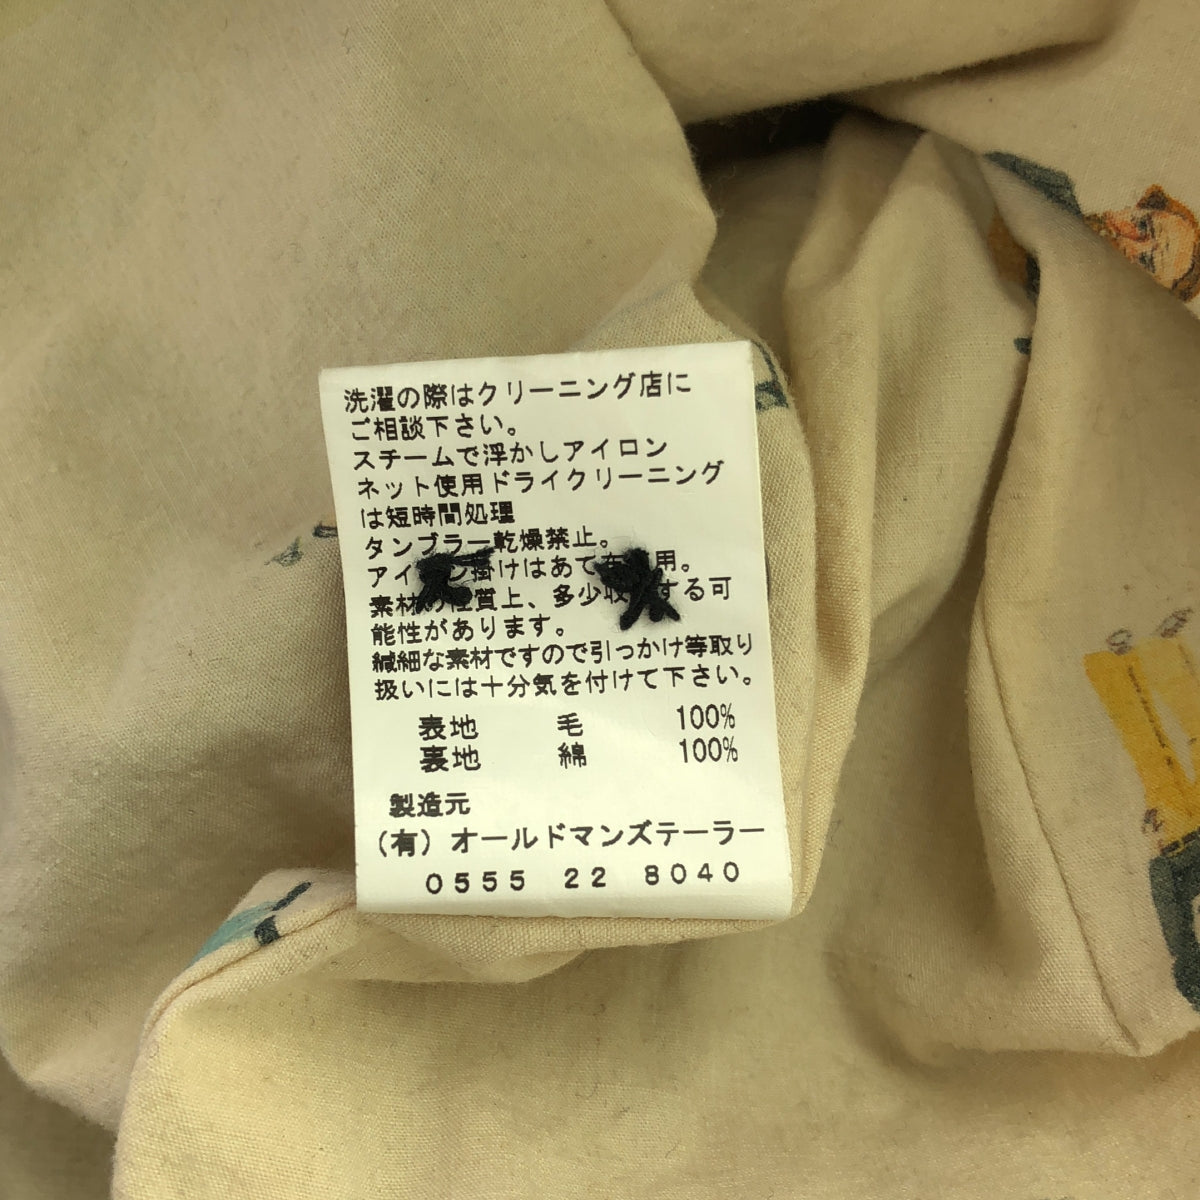 洗濯の際はクリーニング店に
ご相談下さい。
スチームで浮かしアイロン
ネット使用ドライクリーニング
は短時間処理
タンブラー乾燥禁止。
アイ ン掛けはあて 用。
素材 質上、多少収 する可
能性があります。
繊細な素材ですので引っかけ等取り
扱いには十分気を付けて下さい。
表地 毛 100%
裏地 綿 100%
製造元
(有) オールドマンズテーラー
0555 22 8040